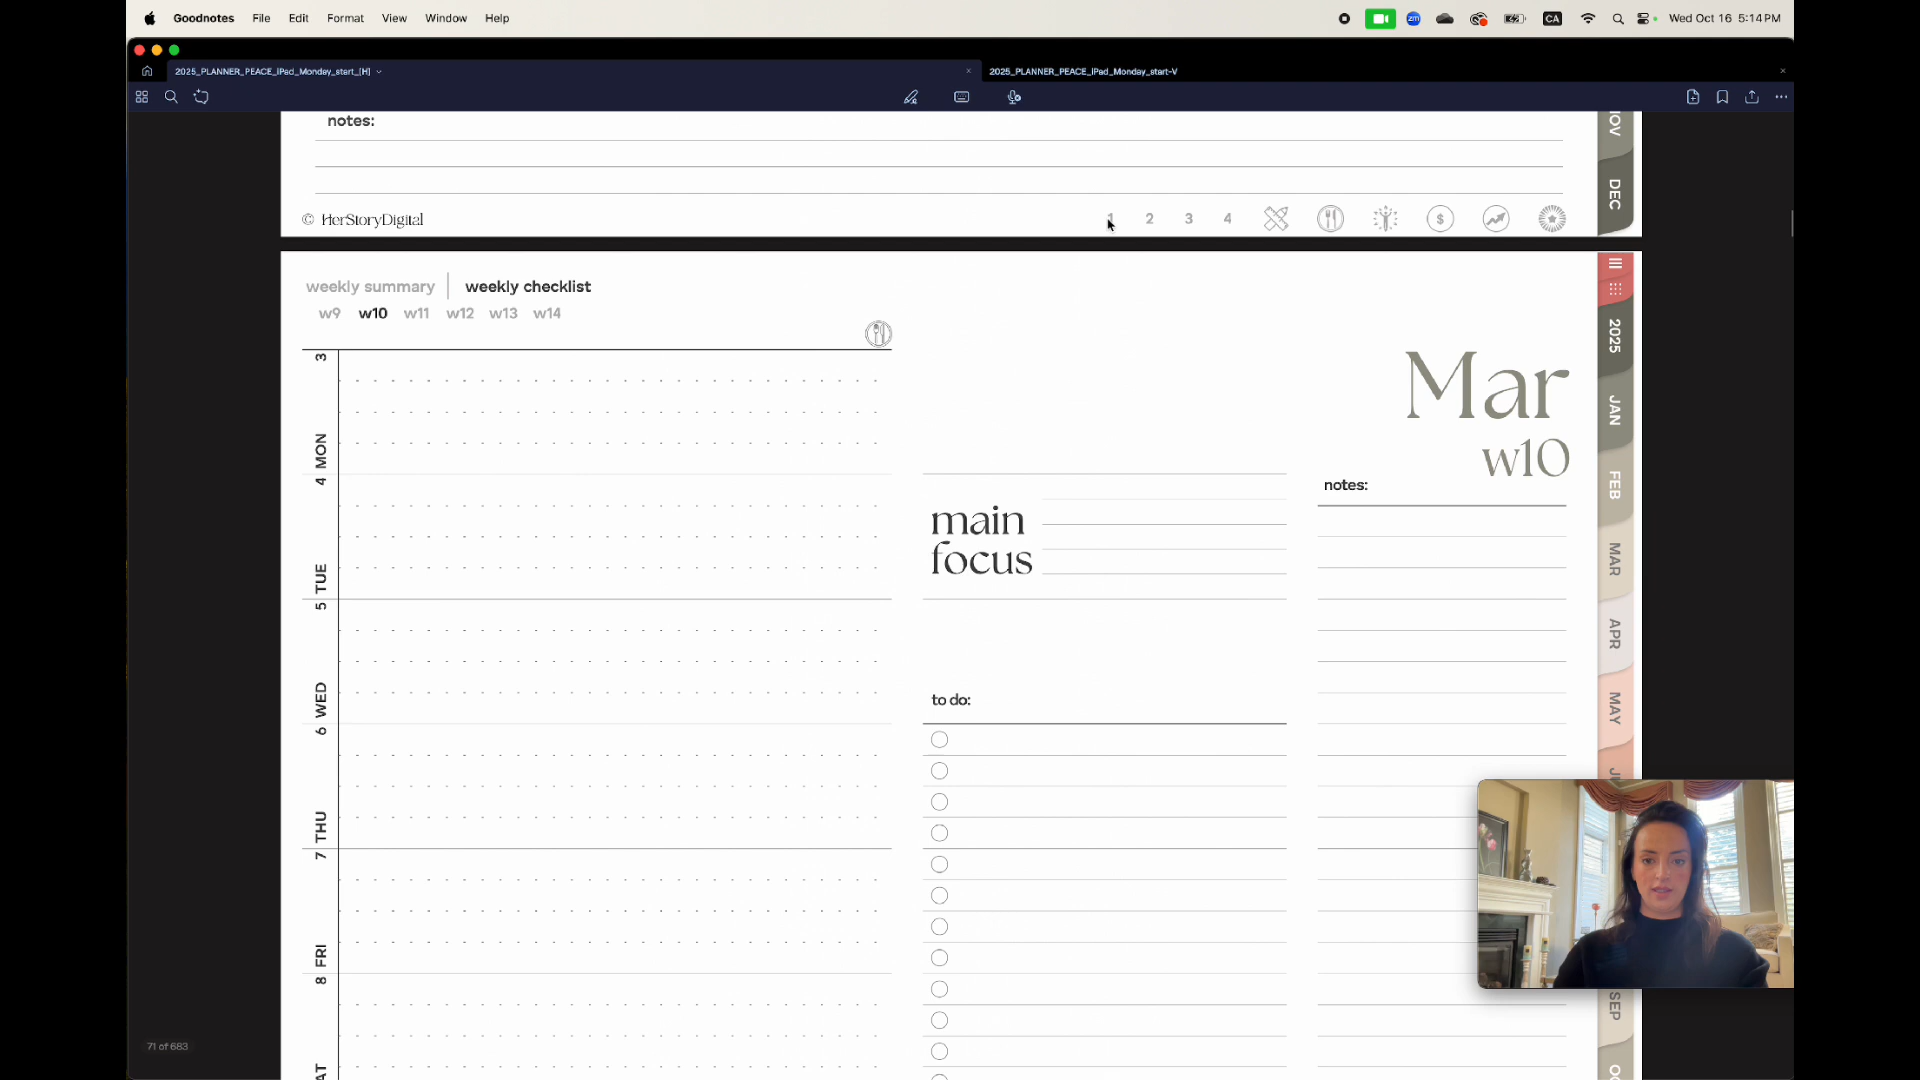 Goodnotes File Edit Format View Window Help
zm CA Wed Oct 16 5:14 PM
2025_PLANNER_PEACE_iPad_Monday_start_[H]
2025_PLANNER_PEACE_iPad_Monday_start-V
notes:
© HerStoryDigital
1 2 3 4 $
NOV
DEC
weekly summary | weekly checklist
w9 w10 w11 w12 w13 w14
Mar
w10
3 MON
4 TUE
5 WED
6 THU
7 FRI
8
main
focus
to do:
notes:
2025
JAN
FEB
MAR
APR
MAY
SEP
71 of 683